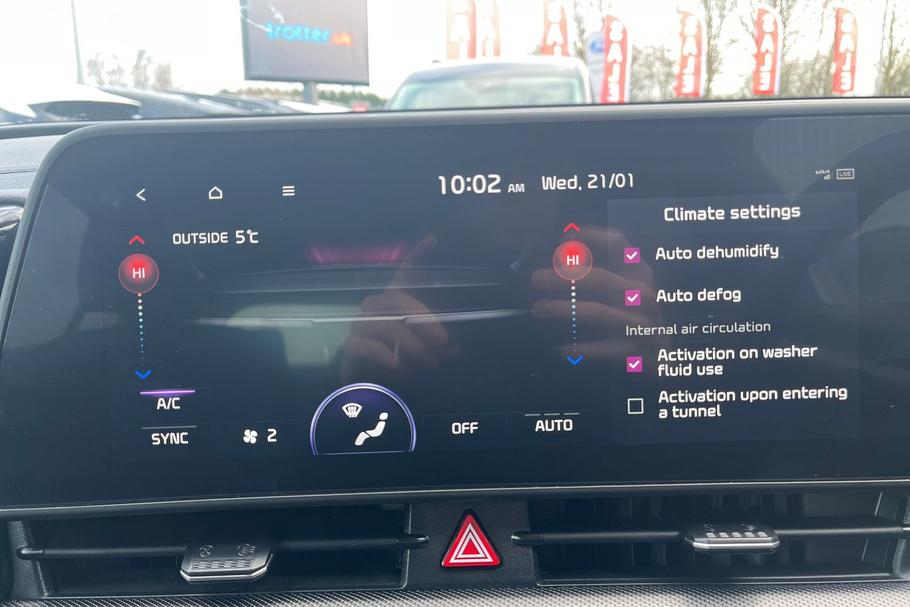 trotter
SALE
SALE
SALE
SALE
10:02 AM Wed, 21/01
LIVE
OUTSIDE 5℃
HI
HI
Climate settings
Auto dehumidify
Auto defog
Internal air circulation
Activation on washer
fluid use
Activation upon entering
a tunnel
A/C
SYNC
2
OFF
AUTO